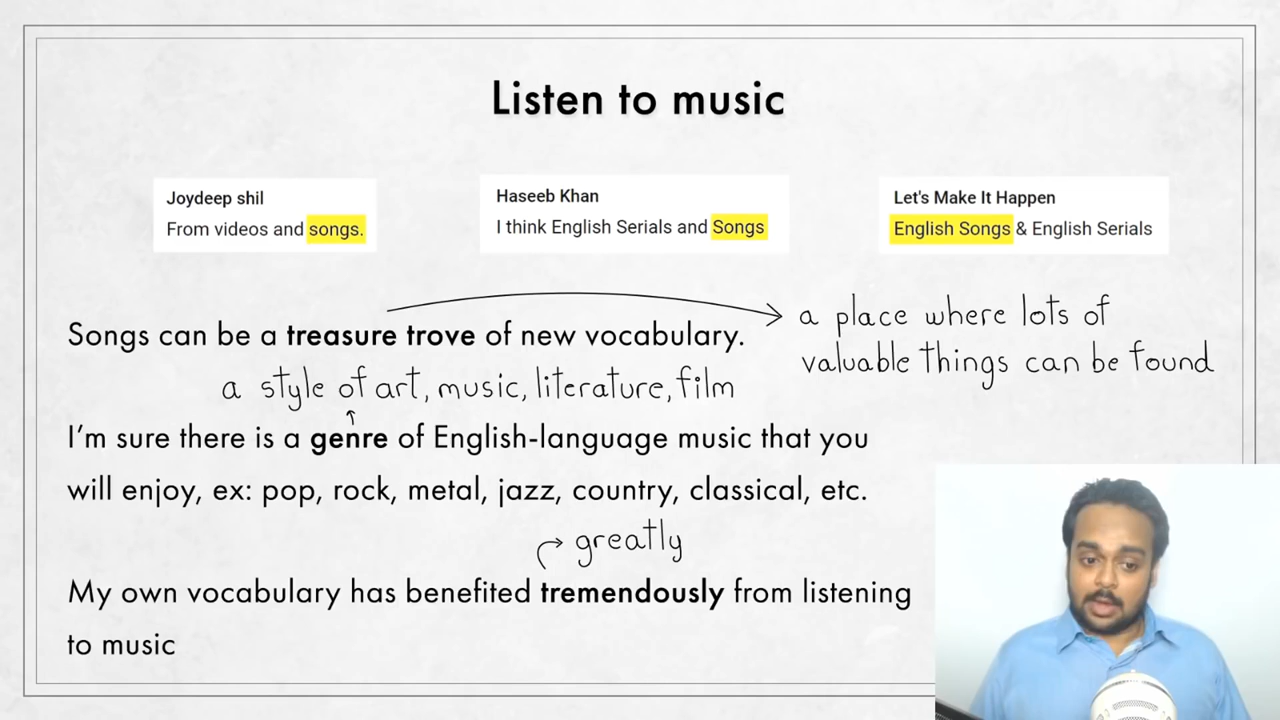 Listen to music
Joydeep shil
From videos and songs.
Haseeb Khan
I think English Serials and Songs
Let's Make It Happen
English Songs & English Serials
Songs can be a treasure trove of new vocabulary.
a place where lots of
valuable things can be found
a style of art, music, literature, film
I'm sure there is a genre of English-language music that you
will enjoy, ex: pop, rock, metal, jazz, country, classical, etc.
greatly
My own vocabulary has benefited tremendously from listening
to music